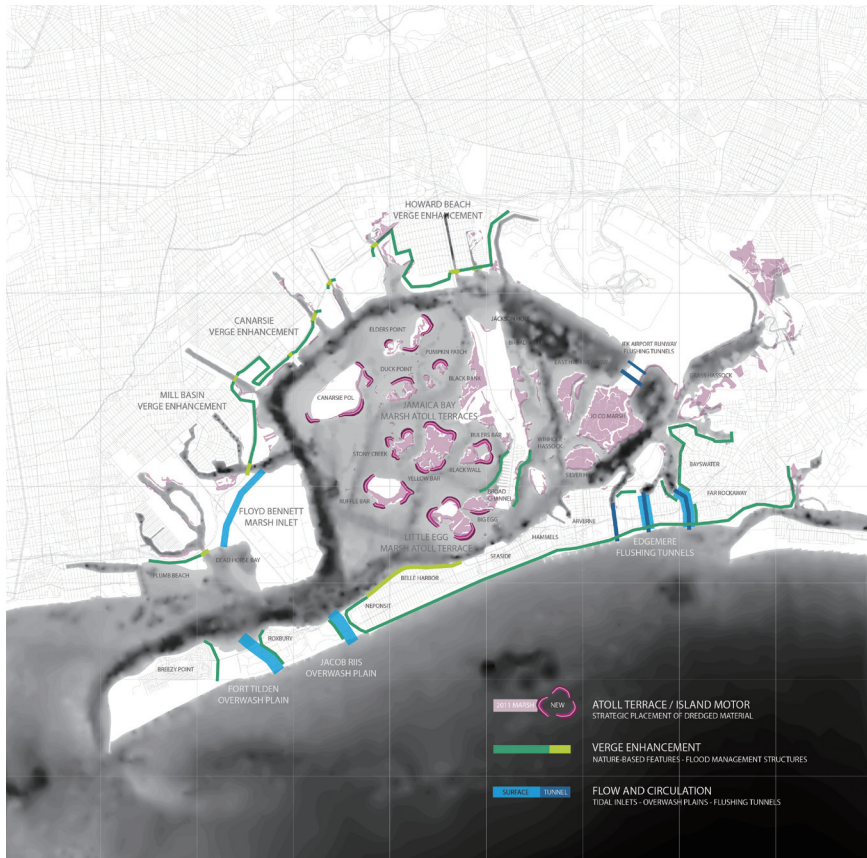 HOWARD BEACH
VERGE ENHANCEMENT
CANARSIE
VERGE ENHANCEMENT
MILL BASIN
VERGE ENHANCEMENT
ELDERS POINT
PUMPKIN PATCH
DUCK POINT
BLACK BANK
CANARSIE POL
JAMAICA BAY
MARSH ATOLL TERRACES
JFK AIRPORT RUNWAY
FLUSHING TUNNELS
JO CO MARSH
RULERS BAR
STONY CREEK
BLACK WALL
YELLOW BAR
RUFFLE BAR
BROAD
BIG EGG
LITTLE EGG
MARSH ATOLL TERRACE
BAYSWATER
FAR ROCKAWAY
ARVERNE
HAMMELS
SEASIDE
EDGEMERE
FLUSHING TUNNELS
FLOYD BENNETT
MARSH INLET
DEAD HORSE BAY
PLUMB BEACH
BELLE HARBOR
NEPONSIT
ROXBURY
JACOB RIIS
OVERWASH PLAIN
BREEZY POINT
FORT TILDEN
OVERWASH PLAIN
2011 MARSH NEW
ATOLL TERRACE / ISLAND MOTOR
STRATEGIC PLACEMENT OF DREDGED MATERIAL
VERGE ENHANCEMENT
NATURE-BASED FEATURES - FLOOD MANAGEMENT STRUCTURES
SURFACE TUNNEL
FLOW AND CIRCULATION
TIDAL INLETS - OVERWASH PLAINS - FLUSHING TUNNELS